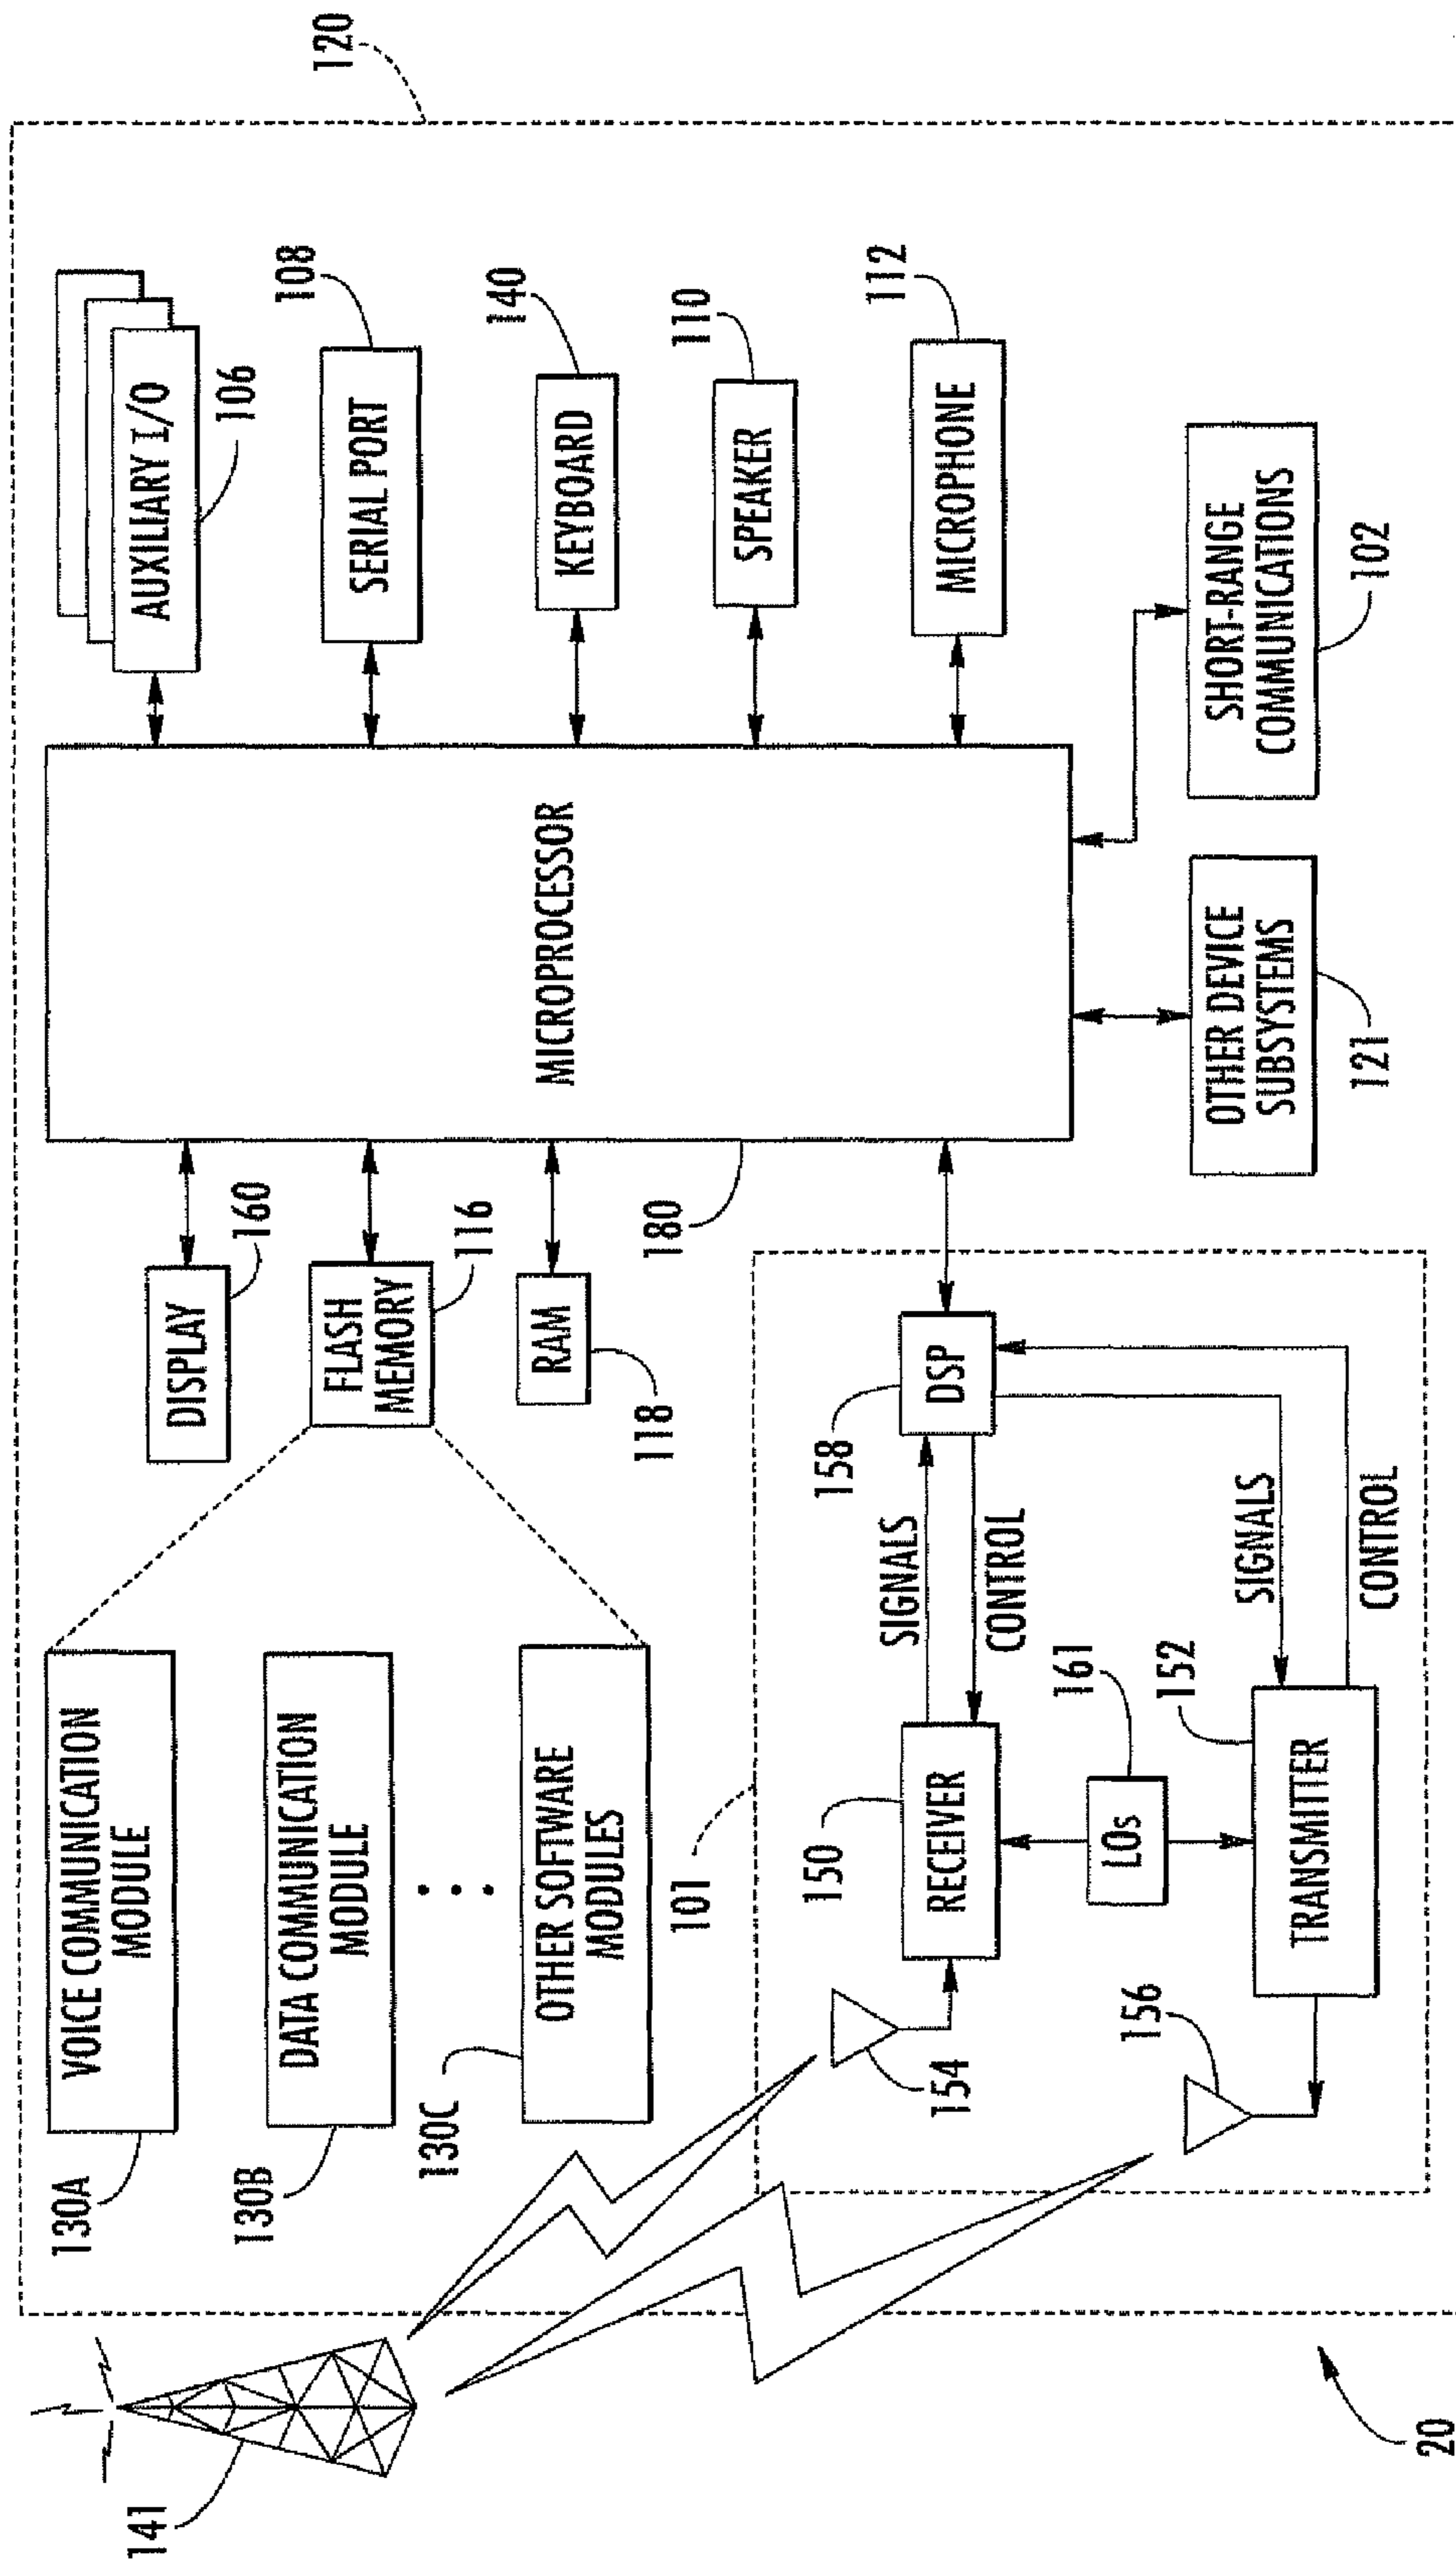 120
AUXILIARY I/O
106
SERIAL PORT
108
KEYBOARD
140
SPEAKER
110
MICROPHONE
112
SHORT-RANGE
COMMUNICATIONS
102
MICROPROCESSOR
180
OTHER DEVICE
SUBSYSTEMS
121
DISPLAY
160
FLASH
MEMORY
116
RAM
118
VOICE COMMUNICATION
MODULE
130A
DATA COMMUNICATION
MODULE
130B
OTHER SOFTWARE
MODULES
130C
101
DSP
158
SIGNALS
CONTROL
SIGNALS
CONTROL
RECEIVER
150
LOs
161
TRANSMITTER
152
154
156
141
20